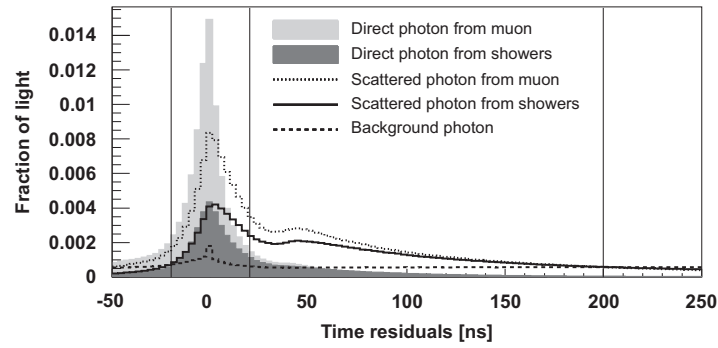 Fraction of light
0.014
0.012
0.01
0.008
0.006
0.004
0.002
0
Direct photon from muon
Direct photon from showers
Scattered photon from muon
Scattered photon from showers
Background photon
-50
0
50
100
150
200
250
Time residuals [ns]